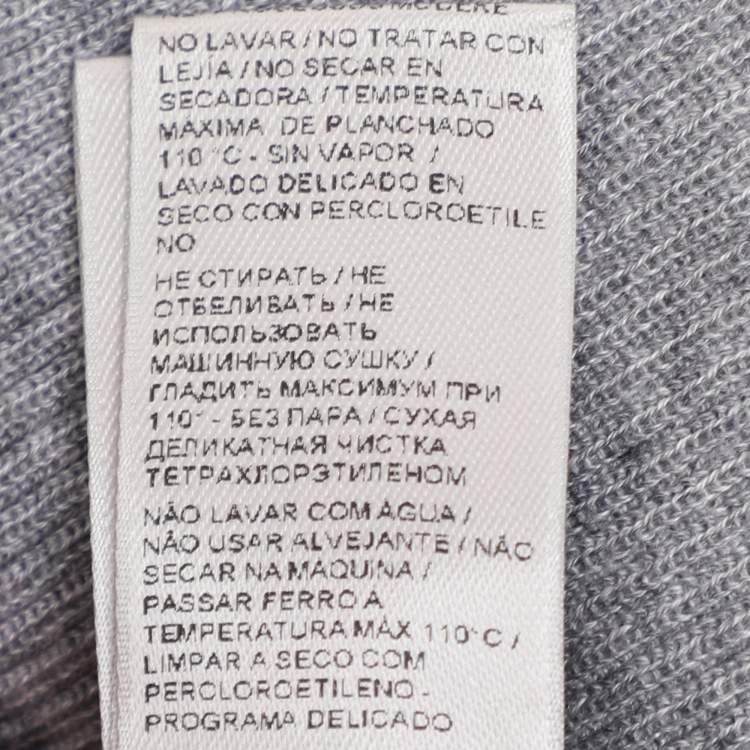 NO LAVAR / NO TRATAR CON
LEJÍA / NO SECAR EN
SECADORA / TEMPERATURA
MAXIMA DE PLANCHADO
110 °C - SIN VAPOR /
LAVADO DELICADO EN
SECO CON PERCLOROETILE
NO
НЕ СТИРАТЬ / НЕ
ОТБЕЛИВАТЬ / НЕ
ИСПОЛЬЗОВАТЬ
МАШИННУЮ СУШКУ /
ГЛАДИТЬ МАКСИМУМ ПРИ
110° - БЕЗ ПАРА / СУХАЯ
ДЕЛИКАТНАЯ ЧИСТКА
ТЕТРАХЛОРЭТИЛЕНОМ
NÃO LAVAR COM AGUA /
NÃO USAR ALVEJANTE / NÃO
SECAR NA MAQUINA /
PASSAR FERRO A
TEMPERATURA MÁX 110°C /
LIMPAR A SECO COM
PERCLOROETILENO -
PROGRAMA DELICADO